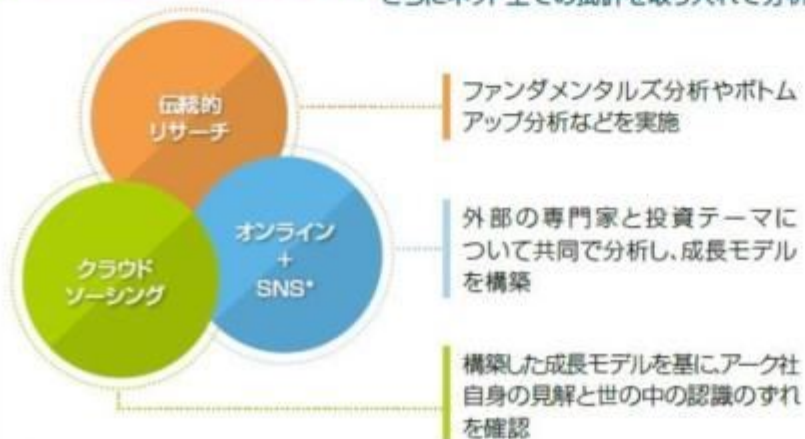 伝統的
リサーチ
ファンダメンタルズ分析やボトム
アップ分析などを実施
オンライン
+
SNS*
外部の専門家と投資テーマに
ついて共同で分析し、成長モデル
を構築
クラウド
ソーシング
構築した成長モデルを基に、アーク社
自身の見解と世の中の認識のずれ
を確認